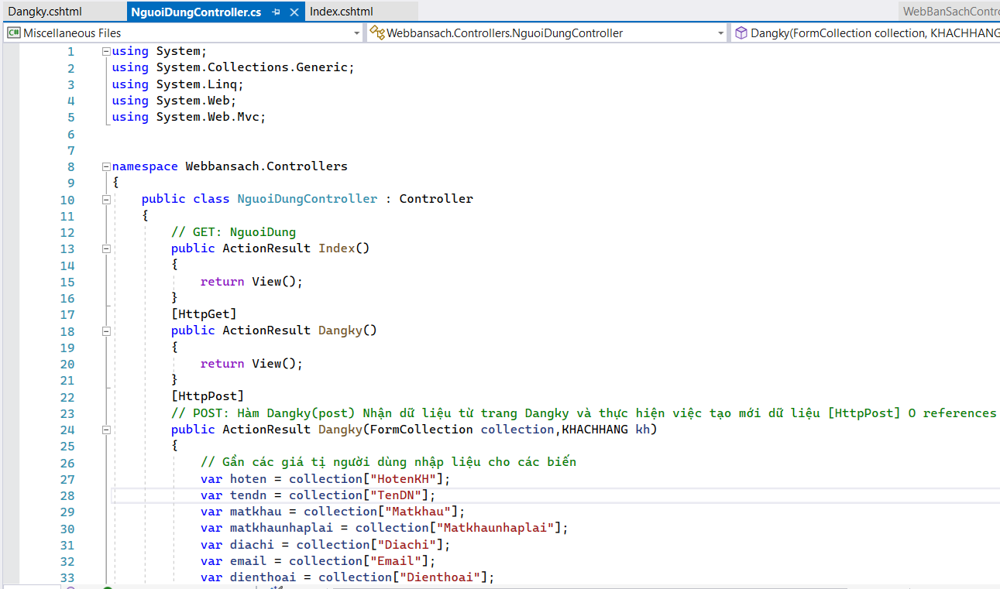 Dangky.cshtml NguoiDungController.cs Index.cshtml WebBanSachContro
C# Miscellaneous Files Webbansach.Controllers.NguoiDungController Dangky(FormCollection collection, KHACHHANG
1 using System;
2 using System.Collections.Generic;
3 using System.Linq;
4 using System.Web;
5 using System.Web.Mvc;
6
7
8 namespace Webbansach.Controllers
9 {
10 public class NguoiDungController : Controller
11 {
12 // GET: NguoiDung
13 public ActionResult Index()
14 {
15 return View();
16 }
17 [HttpGet]
18 public ActionResult Dangky()
19 {
20 return View();
21 }
22 [HttpPost]
23 // POST: Hàm Dangky(post) Nhận dữ liệu từ trang Dangky và thực hiện việc tạo mới dữ liệu [HttpPost] O references
24 public ActionResult Dangky(FormCollection collection,KHACHHANG kh)
25 {
26 // Gần các giá tị người dùng nhập liệu cho các biến
27 var hoten = collection["HotenKH"];
28 var tendn = collection["TenDN"];
29 var matkhau = collection["Matkhau"];
30 var matkhaunhaplai = collection["Matkhaunhaplai"];
31 var diachi = collection["Diachi"];
32 var email = collection["Email"];
33 var dienthoai = collection["Dienthoai"];